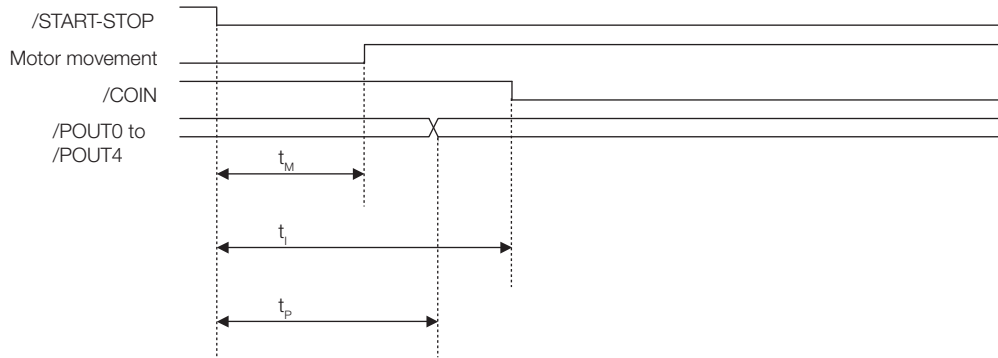 /START-STOP
Motor movement
/COIN
/POUT0 to
/POUT4
tM
tI
tP